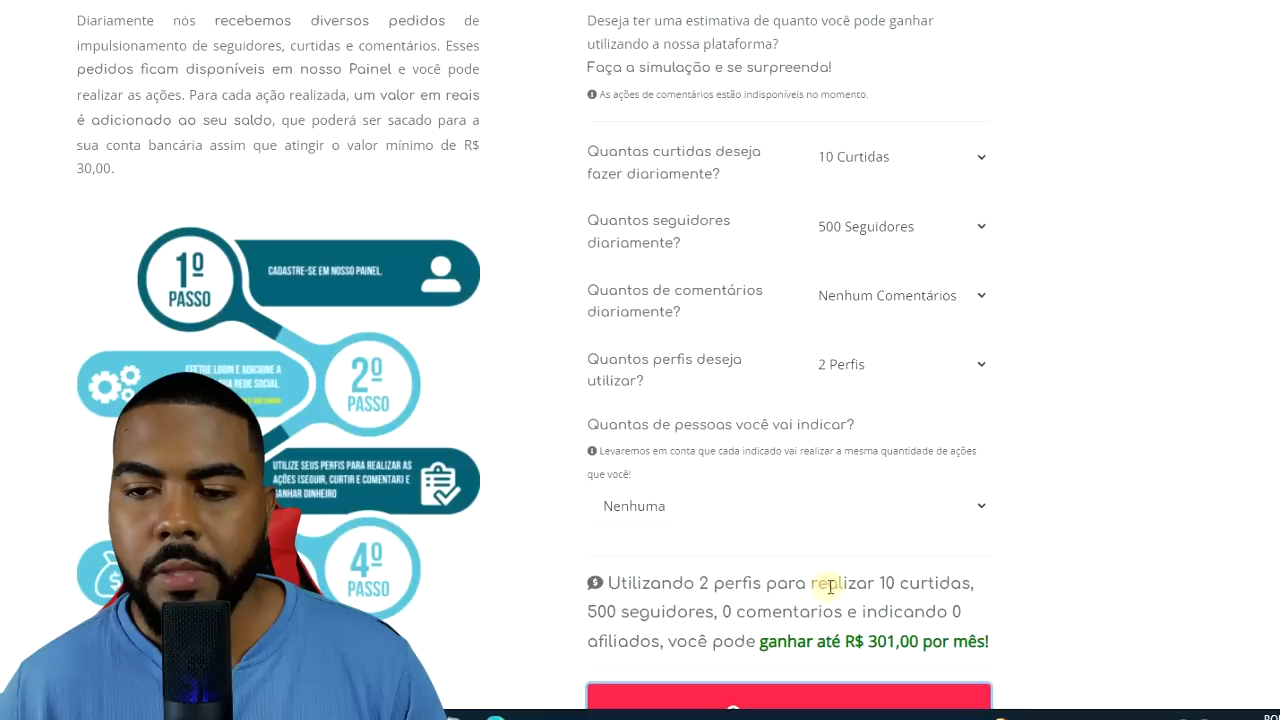 Diariamente nós recebemos diversos pedidos de
impulsionamento de seguidores, curtidas e comentários. Esses
pedidos ficam disponíveis em nosso Painel e você pode
realizar as ações. Para cada ação realizada, um valor em reais
é adicionado ao seu saldo, que poderá ser sacado para a
sua conta bancária assim que atingir o valor mínimo de R$
30,00.
1º
PASSO
CADASTRE-SE EM NOSSO PAINEL.
EFETUE LOGIN E ADICIONE A
REDE SOCIAL
2º
PASSO
UTILIZE SEUS PERFIS PARA REALIZAR AS
AÇÕES (SEGUIR, CURTIR E COMENTAR) E
GANHAR DINHEIRO
4º
PASSO
Deseja ter uma estimativa de quanto você pode ganhar
utilizando a nossa plataforma?
Faça a simulação e se surpreenda!
As ações de comentários estão indisponíveis no momento.
Quantas curtidas deseja
fazer diariamente?
10 Curtidas
Quantos seguidores
diariamente?
500 Seguidores
Quantos de comentários
diariamente?
Nenhum Comentários
Quantos perfis deseja
utilizar?
2 Perfis
Quantas de pessoas você vai indicar?
Levaremos em conta que cada indicado vai realizar a mesma quantidade de ações
que você!
Nenhuma
Utilizando 2 perfis para realizar 10 curtidas,
500 seguidores, 0 comentarios e indicando 0
afiliados, você pode ganhar até R$ 301,00 por mês!